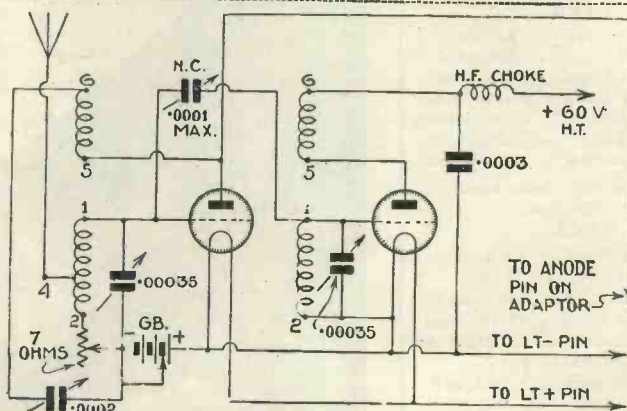 6
N.C.
.0001
MAX.
6
H.F. CHOKE
+ 60 V.
H.T.
5
5
.0003
1
1
4
.00035
2
2
.00035
7
OHMS
-
GB.
+
TO ANODE
PIN ON
ADAPTOR
TO LT- PIN
TO LT+ PIN
.0002